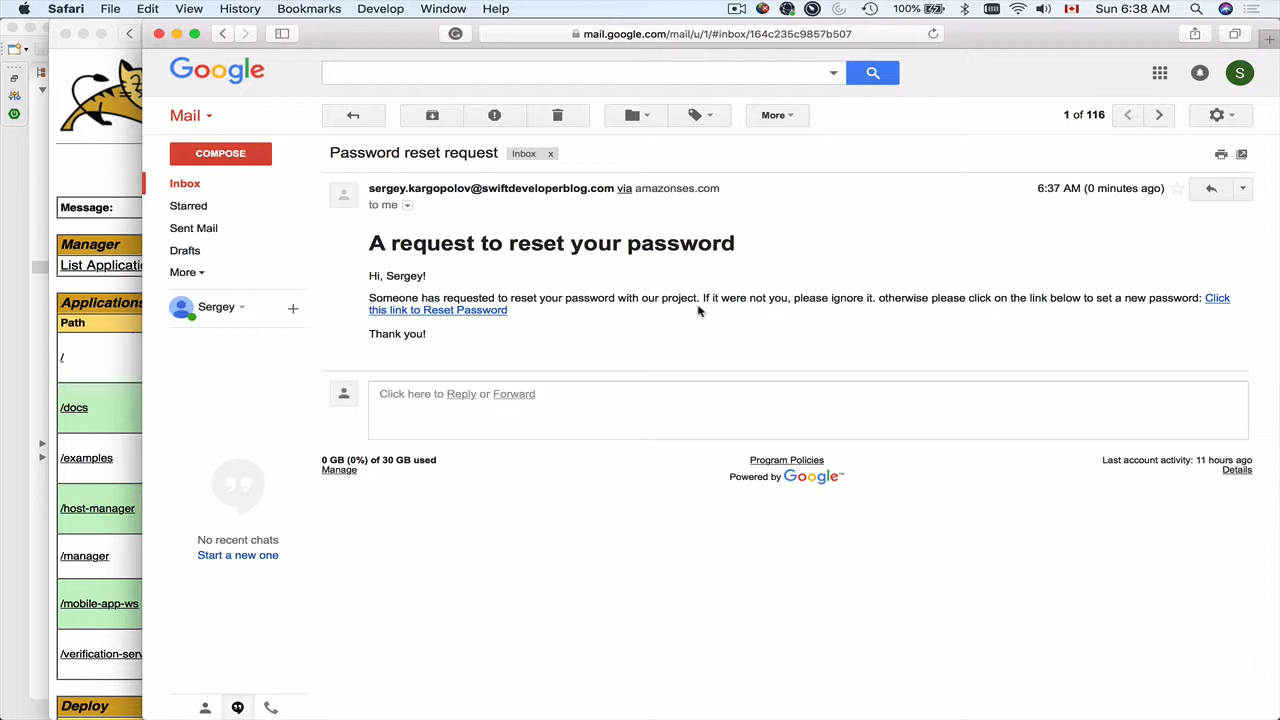 Safari File Edit View History Bookmarks Develop Window Help 100% Sun 6:38 AM
mail.google.com/mail/u/1/#inbox/164c235c9857b507
Google
S
Mail
More
1 of 116
COMPOSE
Password reset request Inbox x
Inbox
Starred
Sent Mail
Drafts
More
Sergey
sergey.kargopolov@swiftdeveloperblog.com via amazonses.com 6:37 AM (0 minutes ago)
to me
A request to reset your password
Hi, Sergey!
Someone has requested to reset your password with our project. If it were not you, please ignore it. otherwise please click on the link below to set a new password: Click
this link to Reset Password
Thank you!
Click here to Reply or Forward
0 GB (0%) of 30 GB used
Manage
Program Policies
Powered by Google™
Last account activity: 11 hours ago
Details
No recent chats
Start a new one
Message:
Manager
List Applicati
Applications
Path
/
/docs
/examples
/host-manager
/manager
/mobile-app-ws
/verification-serv
Deploy